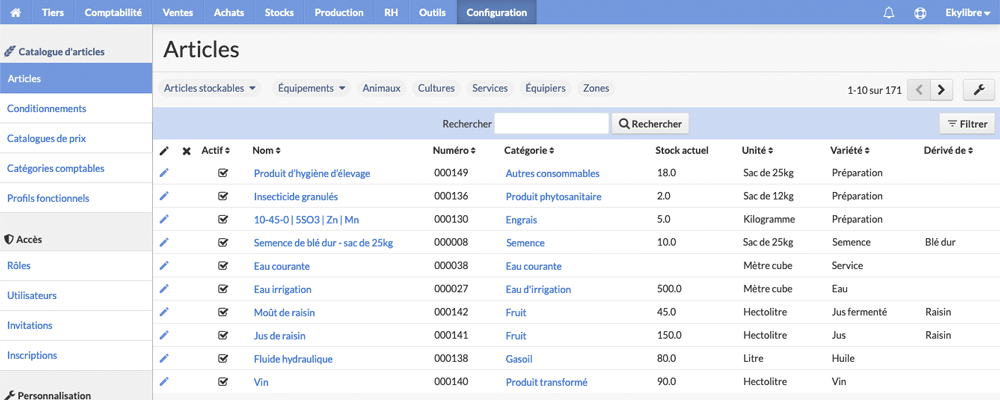 Tiers Comptabilité Ventes Achats Stocks Production RH Outils Configuration Ekylibre
Catalogue d'articles
Articles
Conditionnements
Catalogues de prix
Catégories comptables
Profils fonctionnels
Accès
Rôles
Utilisateurs
Invitations
Inscriptions
Personnalisation
Articles
Articles stockables Équipements Animaux Cultures Services Équipiers Zones 1-10 sur 171
Rechercher Rechercher Filtrer
Actif Nom Numéro Catégorie Stock actuel Unité Variété Dérivé de
Produit d'hygiène d'élevage 000149 Autres consommables 18.0 Sac de 25kg Préparation
Insecticide granulés 000136 Produit phytosanitaire 2.0 Sac de 12kg Préparation
10-45-0 | 5SO3 | Zn | Mn 000130 Engrais 5.0 Kilogramme Préparation
Semence de blé dur - sac de 25kg 000008 Semence 10.0 Sac de 25kg Semence Blé dur
Eau courante 000038 Eau courante Mètre cube Service
Eau irrigation 000027 Eau d'irrigation 500.0 Mètre cube Eau
Moût de raisin 000142 Fruit 45.0 Hectolitre Jus fermenté Raisin
Jus de raisin 000141 Fruit 150.0 Hectolitre Jus Raisin
Fluide hydraulique 000138 Gasoil 80.0 Litre Huile
Vin 000140 Produit transformé 90.0 Hectolitre Vin